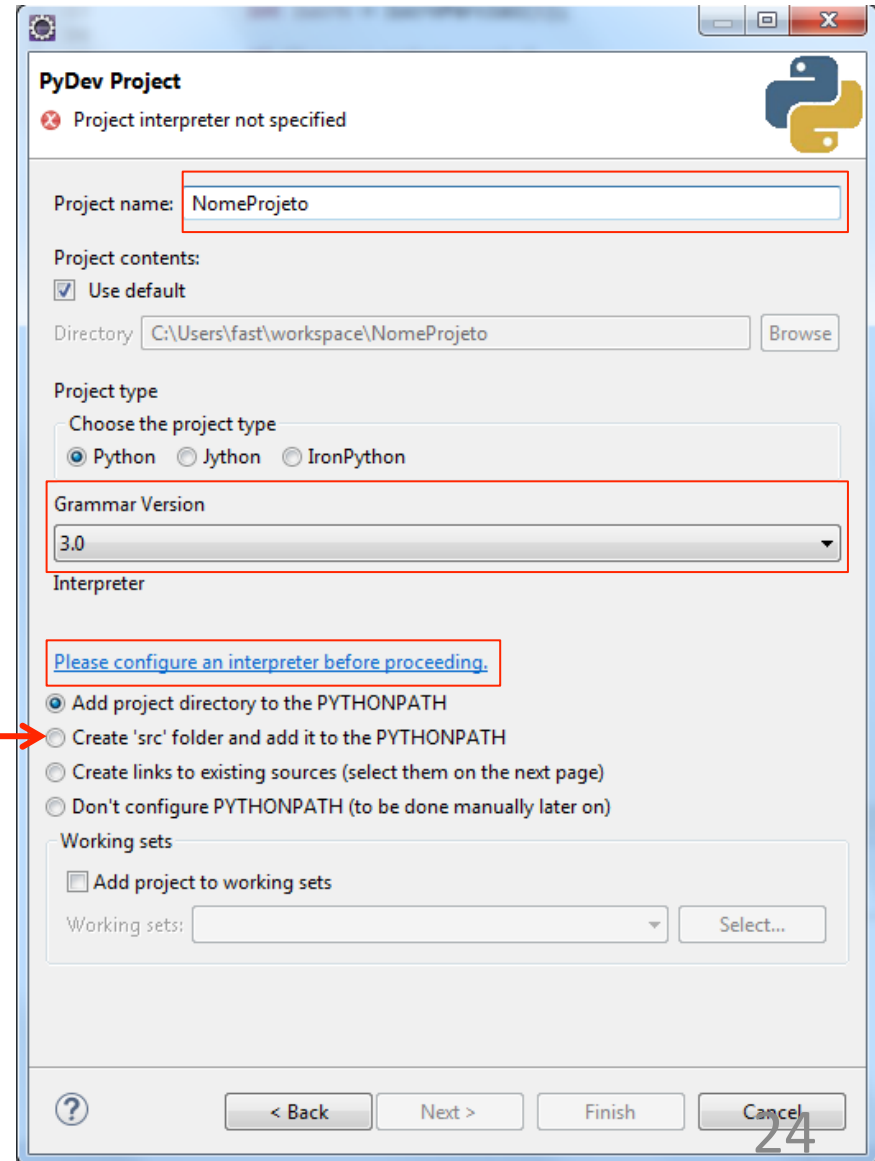 PyDev Project
Project interpreter not specified
Project name: NomeProjeto
Project contents:
Use default
Directory C:\Users\fast\workspace\NomeProjeto Browse
Project type
Choose the project type
Python Jython IronPython
Grammar Version
3.0
Interpreter
Please configure an interpreter before proceeding.
Add project directory to the PYTHONPATH
Create 'src' folder and add it to the PYTHONPATH
Create links to existing sources (select them on the next page)
Don't configure PYTHONPATH (to be done manually later on)
Working sets
Add project to working sets
Working sets: Select...
? < Back Next > Finish Cancel
24